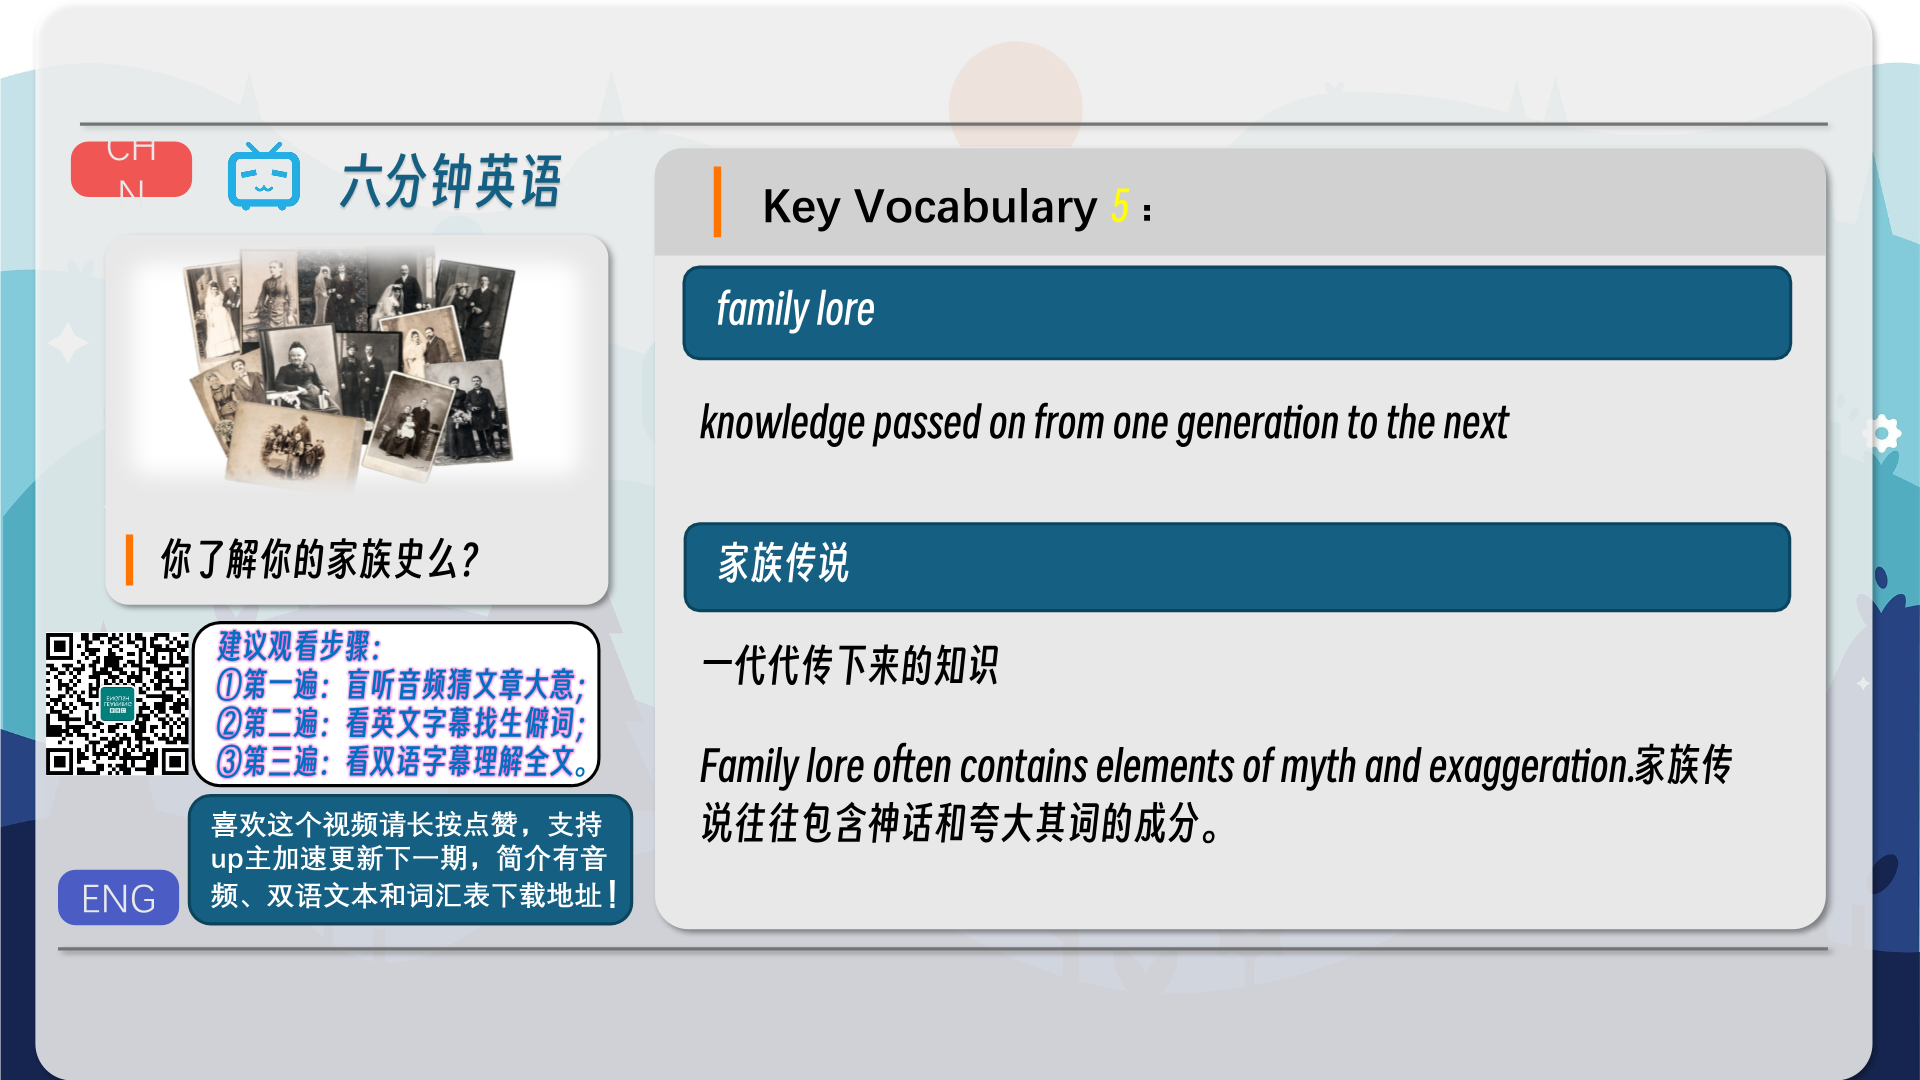 CH
N
六分钟英语
你了解你的家族史么？
建议观看步骤：
①第一遍：盲听音频猜文章大意；
②第二遍：看英文字幕找生僻词；
③第三遍：看双语字幕理解全文。
喜欢这个视频请长按点赞，支持
up主加速更新下一期，简介有音
频、双语文本和词汇表下载地址！
ENG
Key Vocabulary 5：
family lore
knowledge passed on from one generation to the next
家族传说
一代代传下来的知识
Family lore often contains elements of myth and exaggeration.家族传
说往往包含神话和夸大其词的成分。